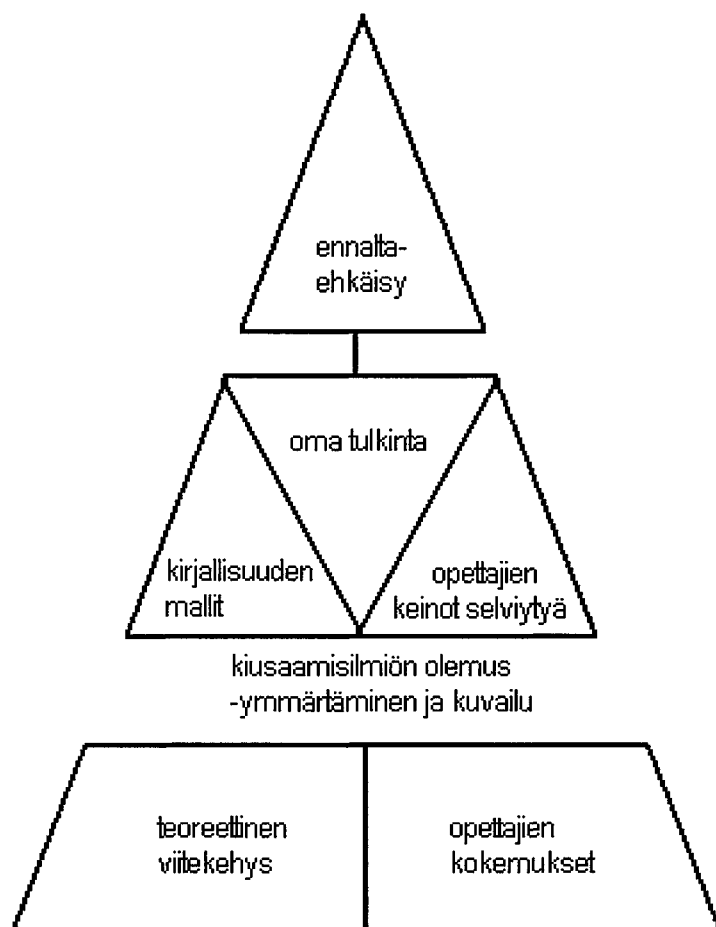 ennalta-
ehkäisy
oma tulkinta
kirjallisuuden
mallit
opettajien
keinot selviytyä
kiusaamisilmiön olemus
-ymmärtäminen ja kuvailu
teoreettinen
viitekehys
opettajien
kokemukset